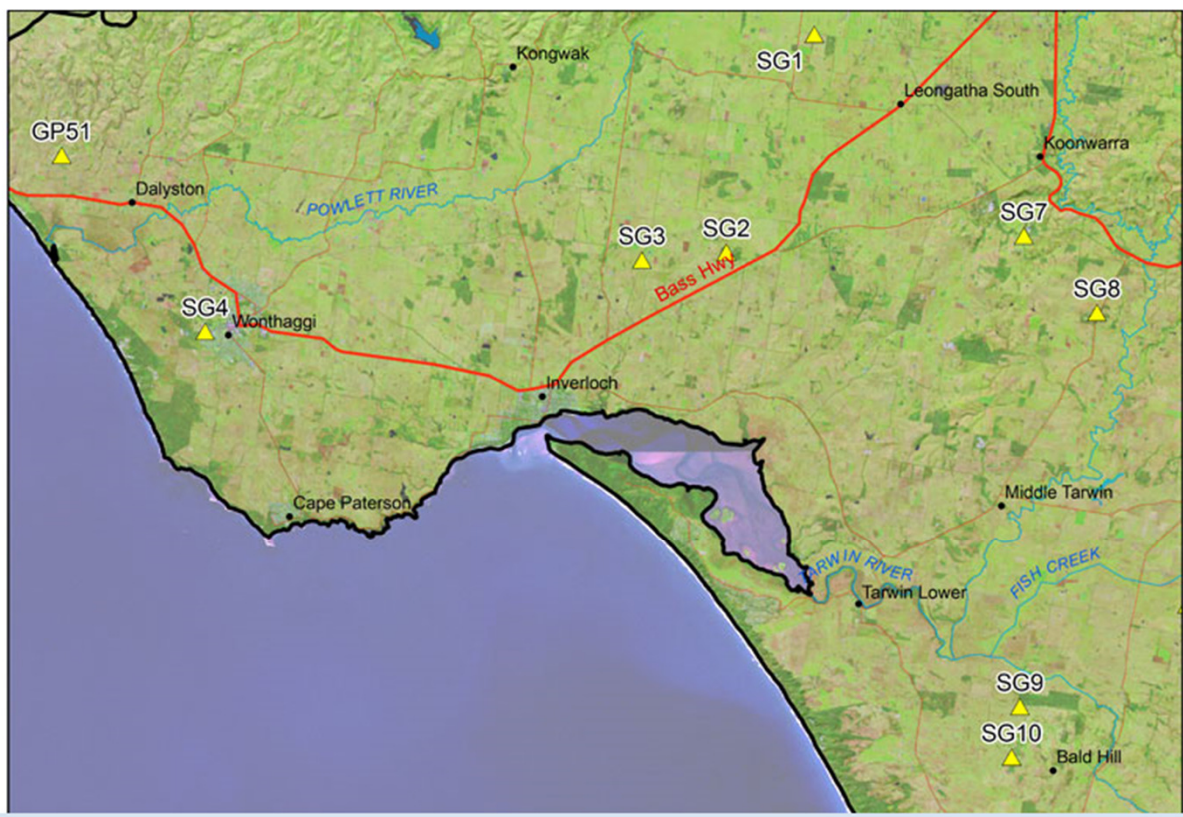 Kongwak
SG1
Leongatha South
GP51
Koonwarra
Dalyston
POWLETT RIVER
SG7
SG3
SG2
Bass Hwy
SG8
SG4
Wonthaggi
Inverloch
Middle Tarwin
Cape Paterson
TARWIN RIVER
FISH CREEK
Tarwin Lower
SG9
SG10
Bald Hill